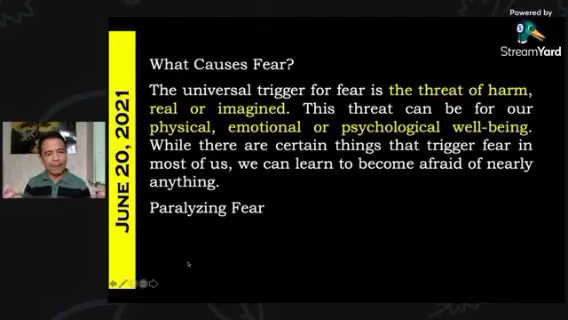 Powered by
StreamYard
June 20, 2021
What Causes Fear?
The universal trigger for fear is the threat of harm,
real or imagined. This threat can be for our
physical, emotional or psychological well-being.
While there are certain things that trigger fear in
most of us, we can learn to become afraid of nearly
anything.
Paralyzing Fear